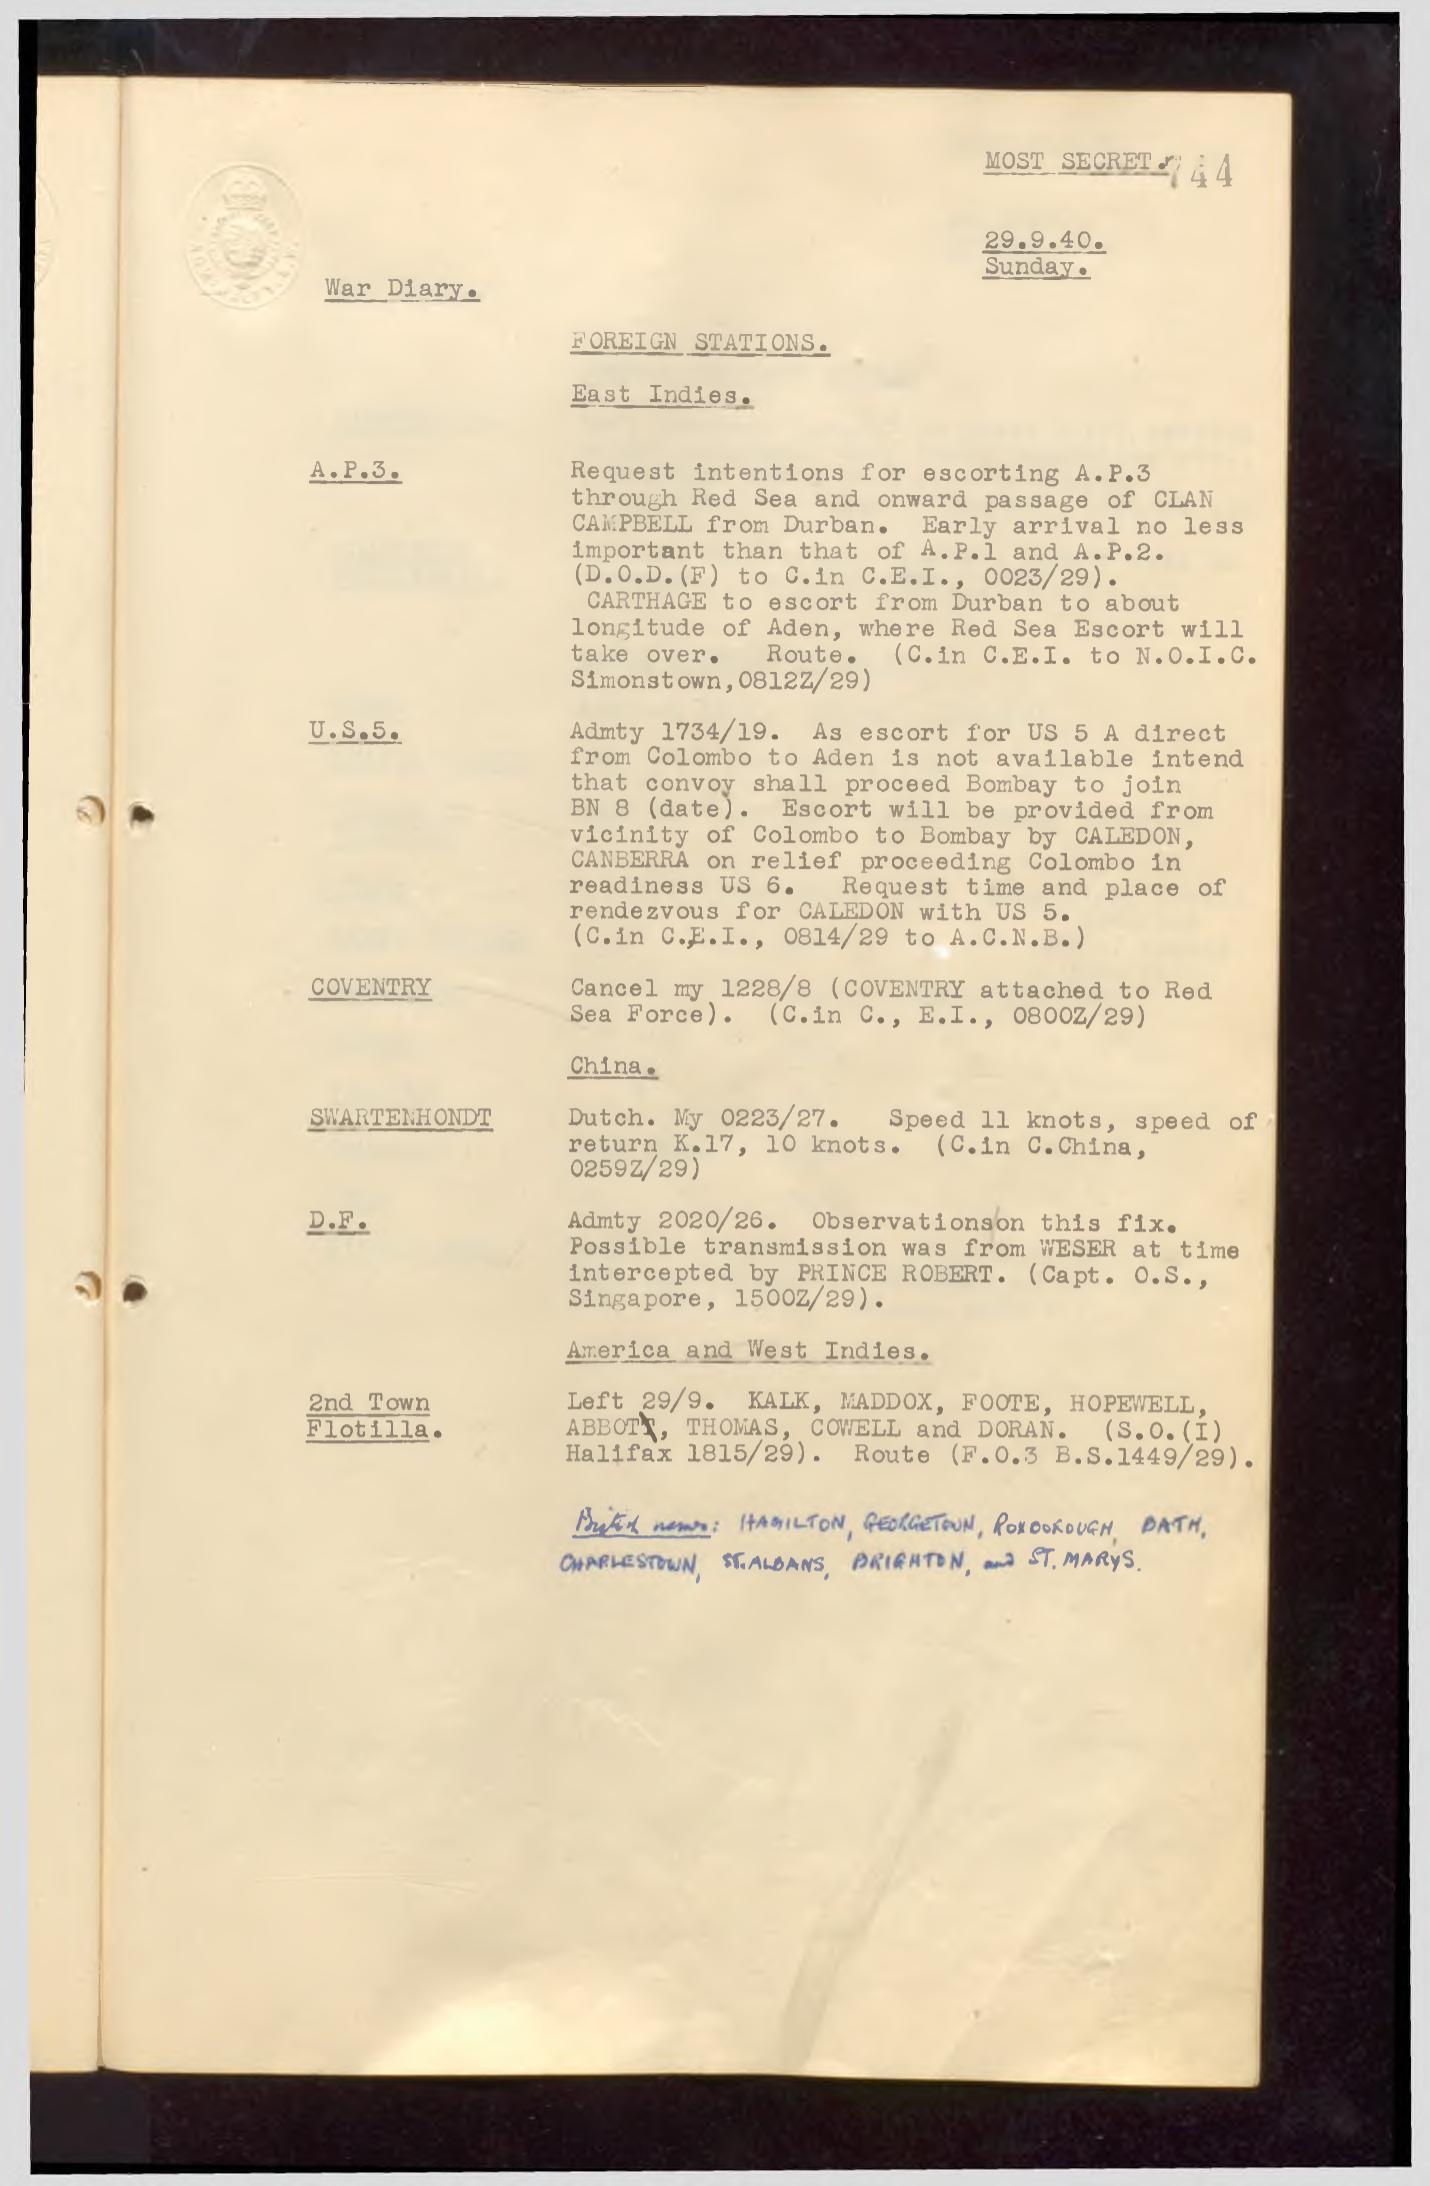 MOST SECRET. 744
29.9.40.
Sunday.
War Diary.
FOREIGN STATIONS.
East Indies.
A.P.3. Request intentions for escorting A.P.3
through Red Sea and onward passage of CLAN
CAMPBELL from Durban. Early arrival no less
important than that of A.P.1 and A.P.2.
(D.O.D.(F) to C.in C.E.I., 0023/29).
CARTHAGE to escort from Durban to about
longitude of Aden, where Red Sea Escort will
take over. Route. (C.in C.E.I. to N.O.I.C.
Simonstown,0812Z/29)
U.S.5. Admty 1734/19. As escort for US 5 A direct
from Colombo to Aden is not available intend
that convoy shall proceed Bombay to join
BN 8 (date). Escort will be provided from
vicinity of Colombo to Bombay by CALEDON,
CANBERRA on relief proceeding Colombo in
readiness US 6. Request time and place of
rendezvous for CALEDON with US 5.
(C.in C.E.I., 0814/29 to A.C.N.B.)
COVENTRY Cancel my 1228/8 (COVENTRY attached to Red
Sea Force). (C.in C., E.I., 0800Z/29)
China.
SWARTENHONDT Dutch. My 0223/27. Speed 11 knots, speed of
return K.17, 10 knots. (C.in C.China,
0259Z/29)
D.F. Admty 2020/26. Observations on this fix.
Possible transmission was from WESER at time
intercepted by PRINCE ROBERT. (Capt. O.S.,
Singapore, 1500Z/29).
America and West Indies.
2nd Town Left 29/9. KALK, MADDOX, FOOTE, HOPEWELL,
Flotilla. ABBOT, THOMAS, COWELL and DORAN. (S.O.(I)
Halifax 1815/29). Route (F.O.3 B.S.1449/29).
British names: HAMILTON, GEORGETOWN, ROXBOROUGH, BATH,
CHARLESTOWN, ST. ALBANS, BRIGHTON, and ST. MARYS.